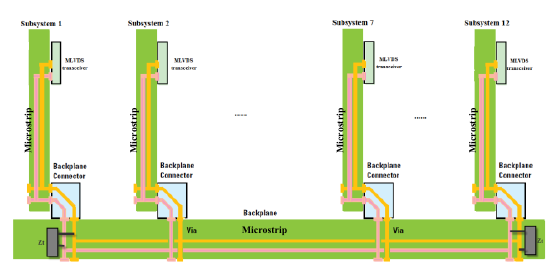 Subsystem 1
Subsystem 2
Subsystem 7
Subsystem 12
MLVDS
transceiver
MLVDS
transceiver
MLVDS
transceiver
MLVDS
transceiver
Microstrip
Microstrip
Microstrip
Microstrip
......
......
Backplane
Connector
Backplane
Connector
Backplane
Connector
Backplane
Connector
Backplane
Via
Microstrip
Via
Zt